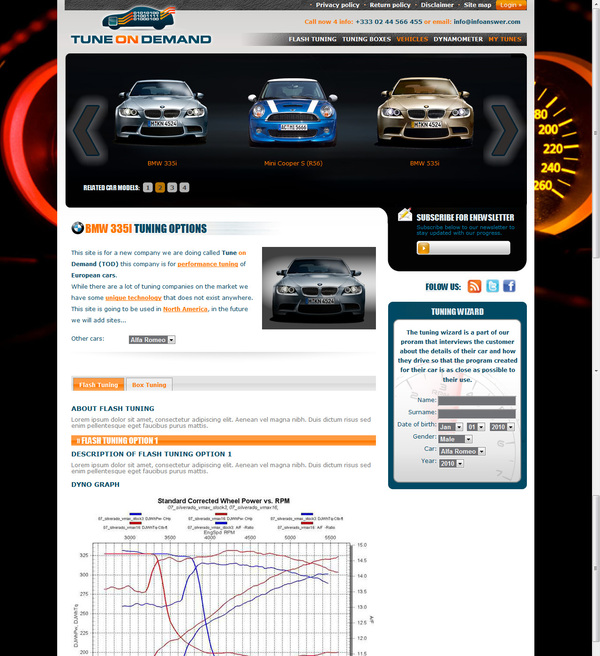 • Privacy policy • Return policy • Disclaimer • Site map Login »
Call now 4 info: +333 02 44 566 455 or email: info@infoanswer.com
TUNE ON DEMAND
FLASH TUNING TUNING BOXES VEHICLES DYNAMOMETER MY TUNES
M:KN 4524
M:KN 4524
BMW 335i Mini Cooper S (R56) BMW 535i
RELATED CAR MODELS: 1 2 3 4
180
200
220
240
260
BMW 335I TUNING OPTIONS
This site is for a new company we are doing called Tune on
Demand (TOD) this company is for performance tuning of
European cars.
While there are a lot of tuning companies on the market we
have some unique technology that does not exist anywhere.
This site is going to be used in North America, in the future
we will add sites...
Other cars: Alfa Romeo
SUBSCRIBE FOR ENEWSLETTER
Subscribe below to our newsletter to
stay updated with our progress.
FOLLOW US:
TUNING WIZARD
The tuning wizard is a part of our
proram that interviews the customer
about the details of their car and how
they drive so that the program created
for their car is as close as possible to
their use.
Name:
Surname:
Date of birth: Jan 01 2010
Gender: Male
Car: Alfa Romeo
Year: 2010
Flash Tuning Box Tuning
ABOUT FLASH TUNING
Lorem ipsum dolor sit amet, consectetur adipiscing elit. Aenean vel magna nibh. Duis dictum risus sed
enim pellentesque eget faucibus purus mattis.
FLASH TUNING OPTION 1
DESCRIPTION OF FLASH TUNING OPTION 1
Lorem ipsum dolor sit amet, consectetur adipiscing elit. Aenean vel magna nibh. Duis dictum risus sed
enim pellentesque eget faucibus purus mattis.
DYNO GRAPH
Standard Corrected Wheel Power vs. RPM
EngSpd RPM
3000 3500 4000 4500 5000 5500
325
300
275
250
225
200
15.0
14.5
14.0
13.5
13.0
12.5
12.0
11.5
A/F